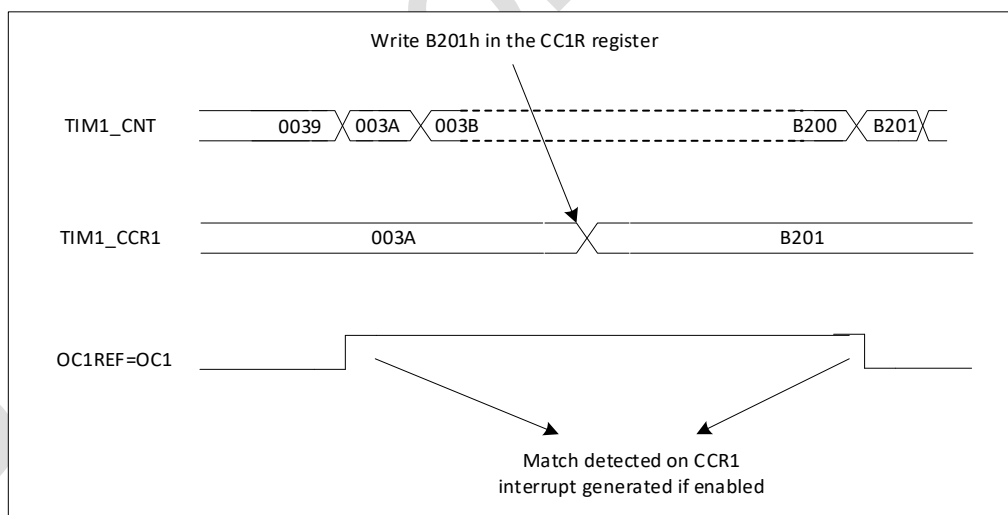 Write B201h in the CC1R register
TIM1_CNT 0039 003A 003B B200 B201
TIM1_CCR1 003A B201
OC1REF=OC1
Match detected on CCR1
interrupt generated if enabled